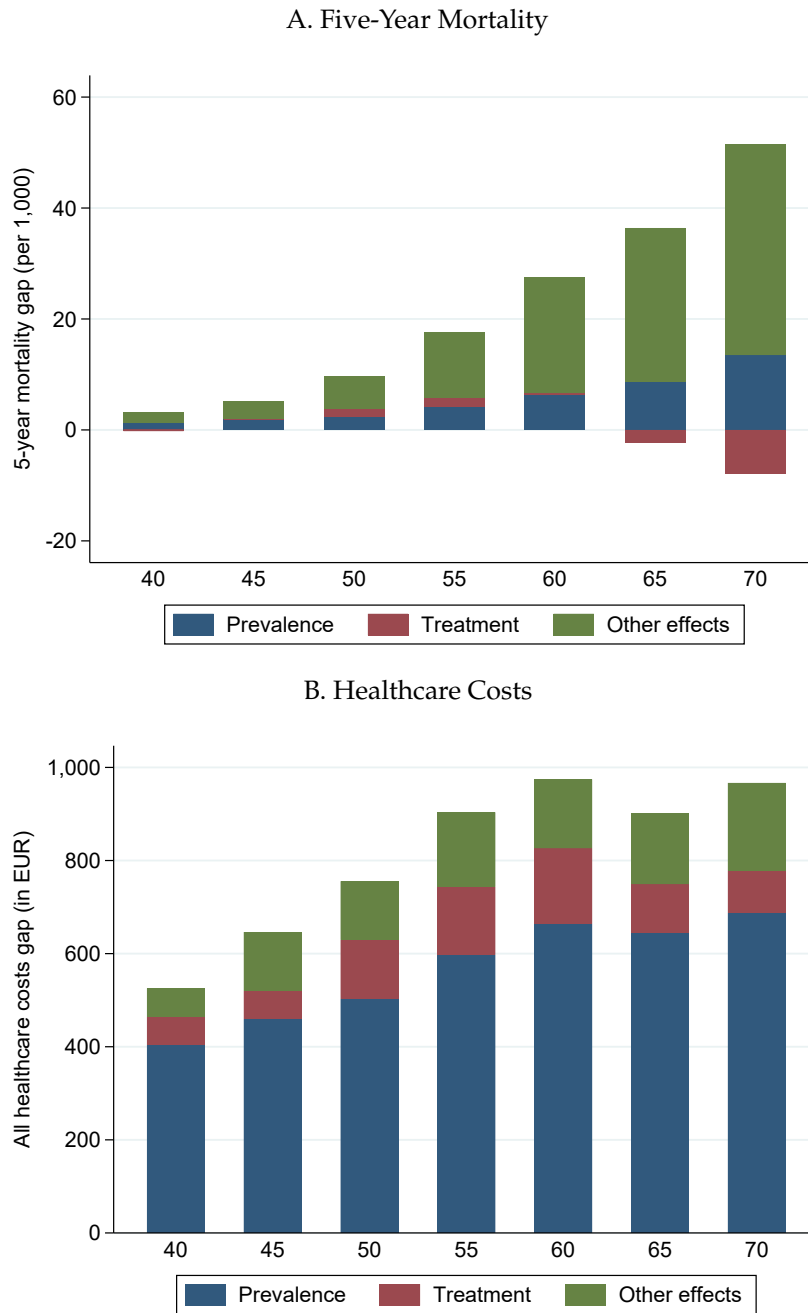 A. Five-Year Mortality
5-year mortality gap (per 1,000)
60
40
20
0
-20
40 45 50 55 60 65 70
Prevalence Treatment Other effects
B. Healthcare Costs
All healthcare costs gap (in EUR)
1,000
800
600
400
200
0
40 45 50 55 60 65 70
Prevalence Treatment Other effects